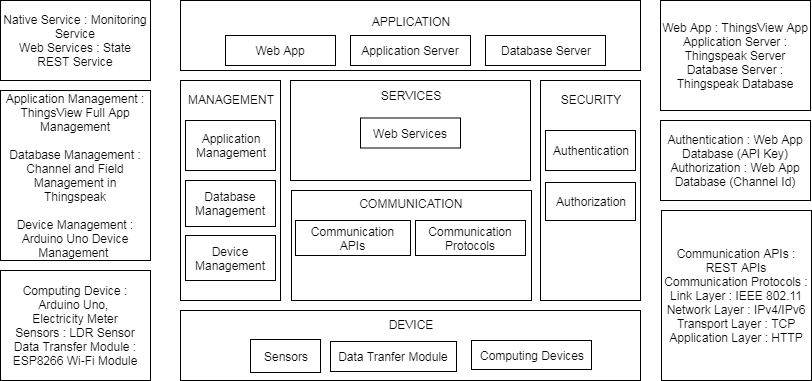 Native Service : Monitoring
Service
Web Services : State
REST Service
Application Management :
ThingsView Full App
Management
Database Management :
Channel and Field
Management in
Thingspeak
Device Management :
Arduino Uno Device
Management
Computing Device :
Arduino Uno,
Electricity Meter
Sensors : LDR Sensor
Data Transfer Module :
ESP8266 Wi-Fi Module
APPLICATION
Web App
Application Server
Database Server
MANAGEMENT
Application
Management
Database
Management
Device
Management
SERVICES
Web Services
COMMUNICATION
Communication
APIs
Communication
Protocols
SECURITY
Authentication
Authorization
DEVICE
Sensors
Data Tranfer Module
Computing Devices
Web App : ThingsView App
Application Server :
Thingspeak Server
Database Server :
Thingspeak Database
Authentication : Web App
Database (API Key)
Authorization : Web App
Database (Channel Id)
Communication APIs :
REST APIs
Communication Protocols :
Link Layer : IEEE 802.11
Network Layer : IPv4/IPv6
Transport Layer : TCP
Application Layer : HTTP